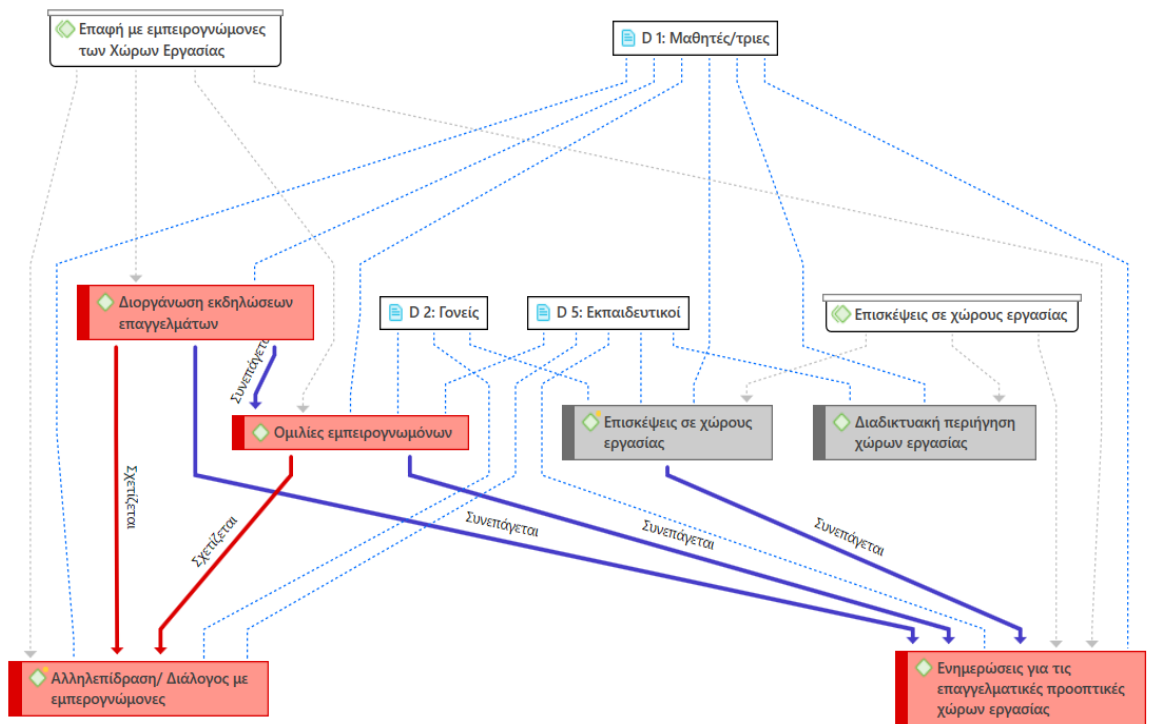 Επαφή με εμπειρογνώμονες
των Χώρων Εργασίας
D 1: Μαθητές/τριες
Διοργάνωση εκδηλώσεων
επαγγελμάτων
D 2: Γονείς
D 5: Εκπαιδευτικοί
Επισκέψεις σε χώρους εργασίας
Συνεπάγεται
Ομιλίες εμπειρογνωμόνων
Επισκέψεις σε χώρους
εργασίας
Διαδικτυακή περιήγηση
χώρων εργασίας
Σχετίζεται
Σχετίζεται
Συνεπάγεται
Συνεπάγεται
Συνεπάγεται
Αλληλεπίδραση/ Διάλογος με
εμπερογνώμονες
Ενημερώσεις για τις
επαγγελματικές προοπτικές
χώρων εργασίας